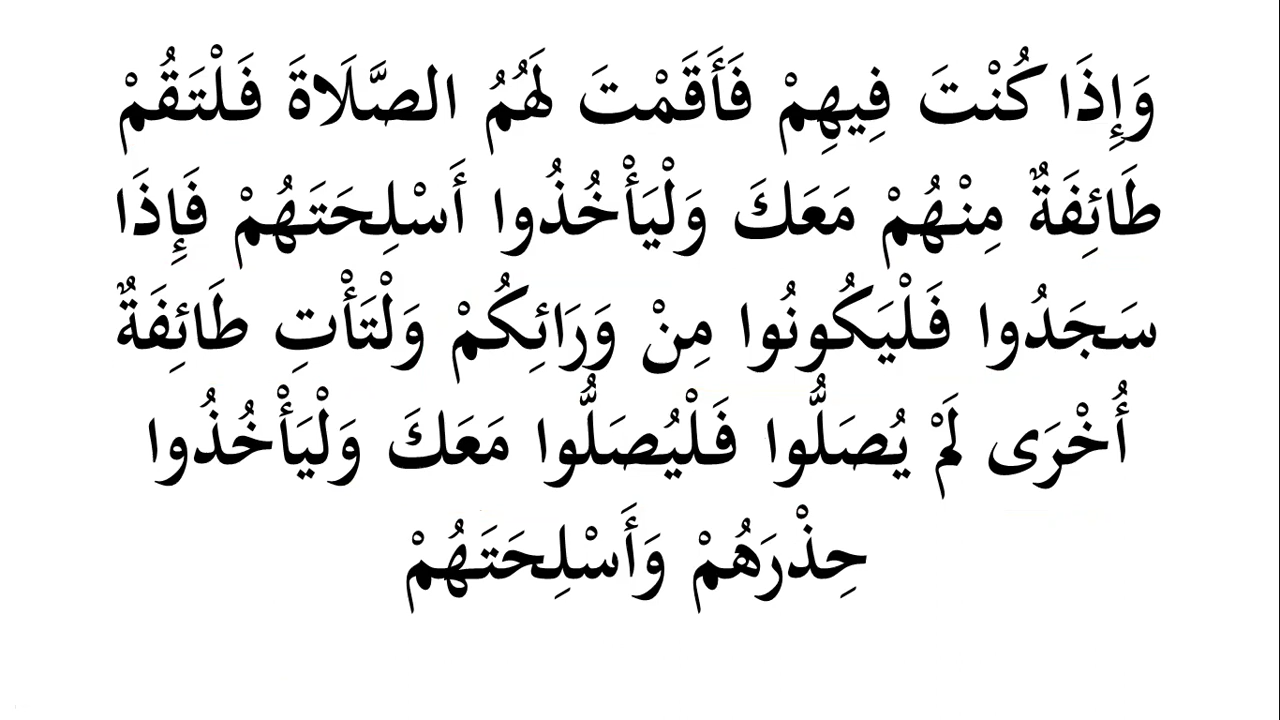 وَإِذَا كُنْتَ فِيهِمْ فَأَقَمْتَ لَهُمُ الصَّلَاةَ فَلْتَقُمْ
طَائِفَةٌ مِنْهُمْ مَعَكَ وَلْيَأْخُذُوا أَسْلِحَتَهُمْ فَإِذَا
سَجَدُوا فَلْيَكُونُوا مِنْ وَرَائِكُمْ وَلْتَأْتِ طَائِفَةٌ
أُخْرَى لَمْ يُصَلُّوا فَلْيُصَلُّوا مَعَكَ وَلْيَأْخُذُوا
حِذْرَهُمْ وَأَسْلِحَتَهُمْ